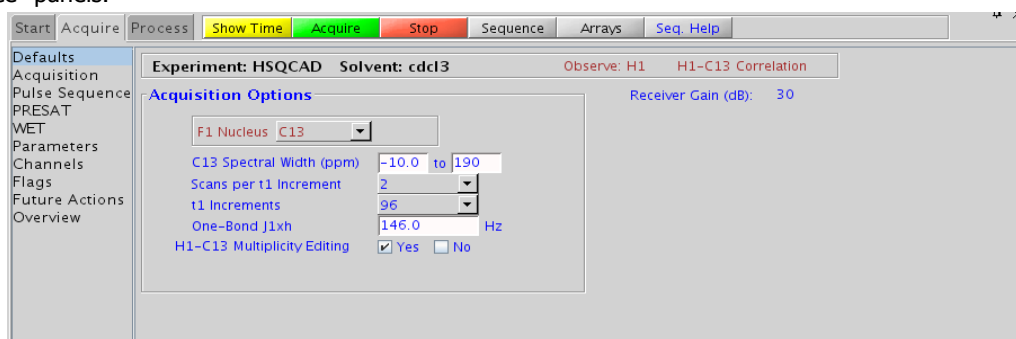 panels.
Start Acquire Process Show Time Acquire Stop Sequence Arrays Seq. Help
Defaults
Acquisition
Pulse Sequence
PRESAT
WET
Parameters
Channels
Flags
Future Actions
Overview
Experiment: HSQCAD Solvent: cdcl3 Observe: H1 H1-C13 Correlation
Acquisition Options Receiver Gain (dB): 30
F1 Nucleus C13
C13 Spectral Width (ppm) -10.0 to 190
Scans per t1 Increment 2
t1 Increments 96
One-Bond J1xh 146.0 Hz
H1-C13 Multiplicity Editing Yes No